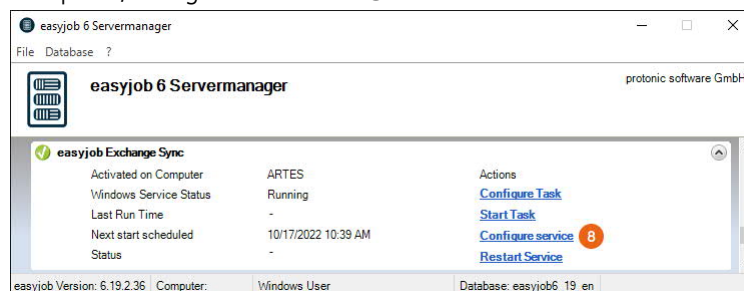 easyjob 6 Servermanager
File Database ?
easyjob 6 Servermanager
protonic software GmbH
easyjob Exchange Sync
Activated on Computer ARTES Actions
Windows Service Status Running Configure Task
Last Run Time - Start Task
Next start scheduled 10/17/2022 10:39 AM Configure service 8
Status - Restart Service
easyjob Version: 6.19.2.36 Computer: Windows User Database: easyjob6_19_en